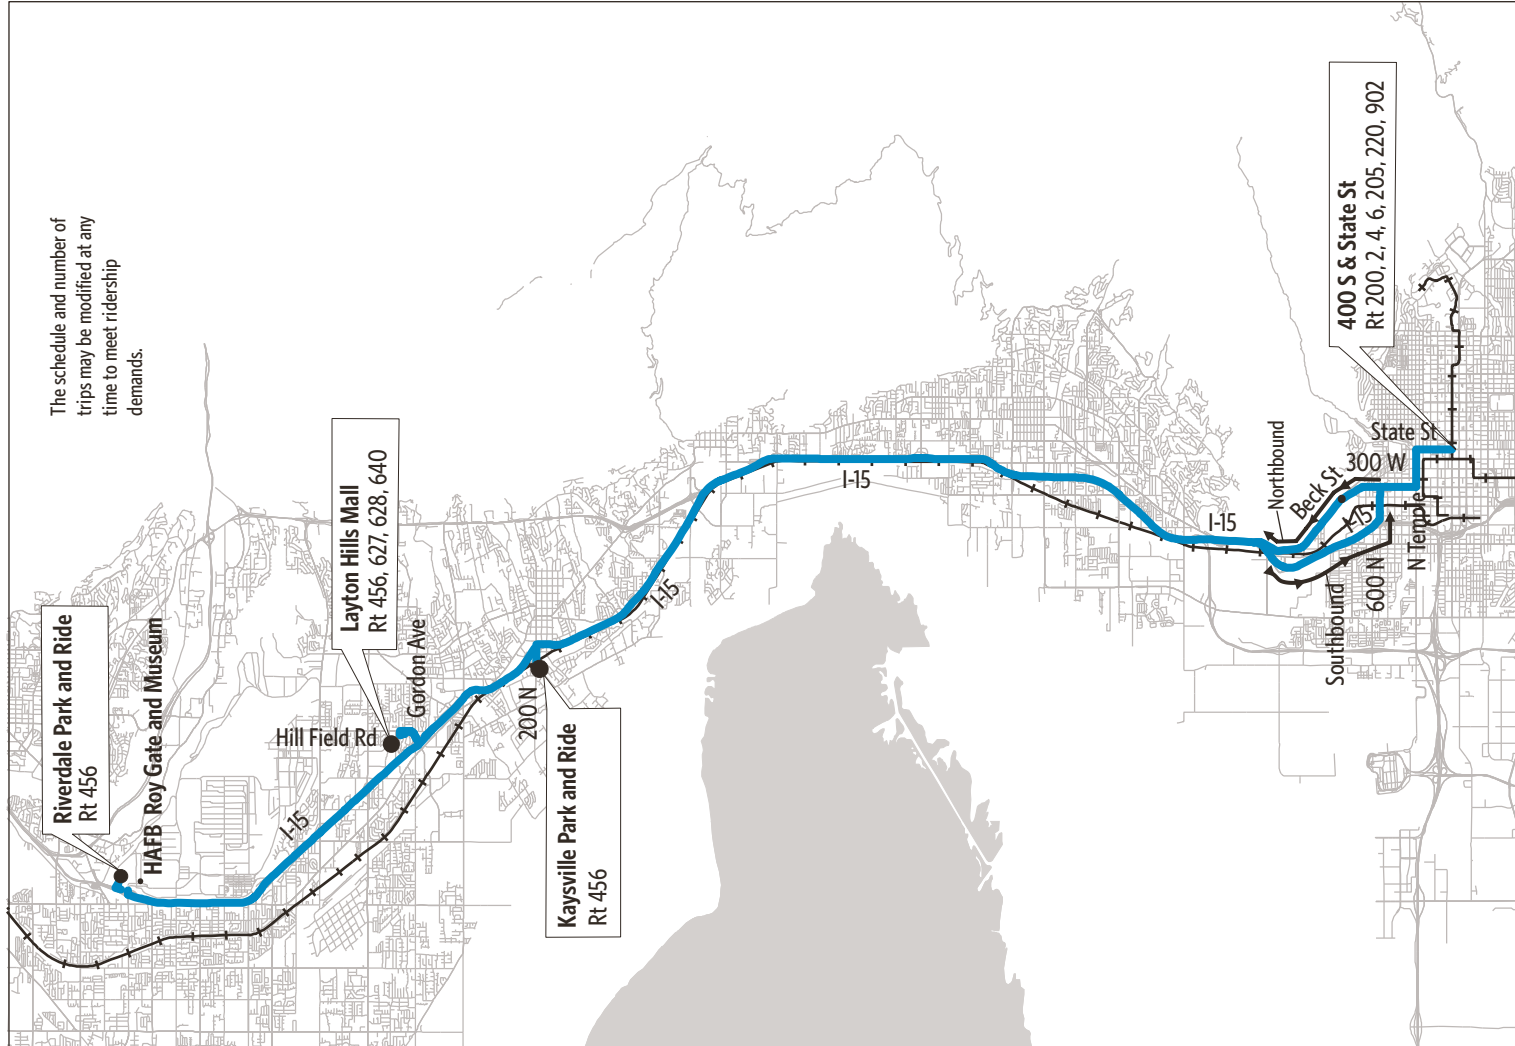 The schedule and number of
trips may be modified at any
time to meet ridership
demands.
Riverdale Park and Ride
Rt 456
HAFB Roy Gate and Museum
I-15
Layton Hills Mall
Rt 456, 627, 628, 640
Hill Field Rd
Gordon Ave
200 N
Kaysville Park and Ride
Rt 456
I-15
I-15
I-15
Northbound
Beck St
300 W
State St
400 S & State St
Rt 200, 2, 4, 6, 205, 220, 902
I-15
N Temple
600 N
Southbound